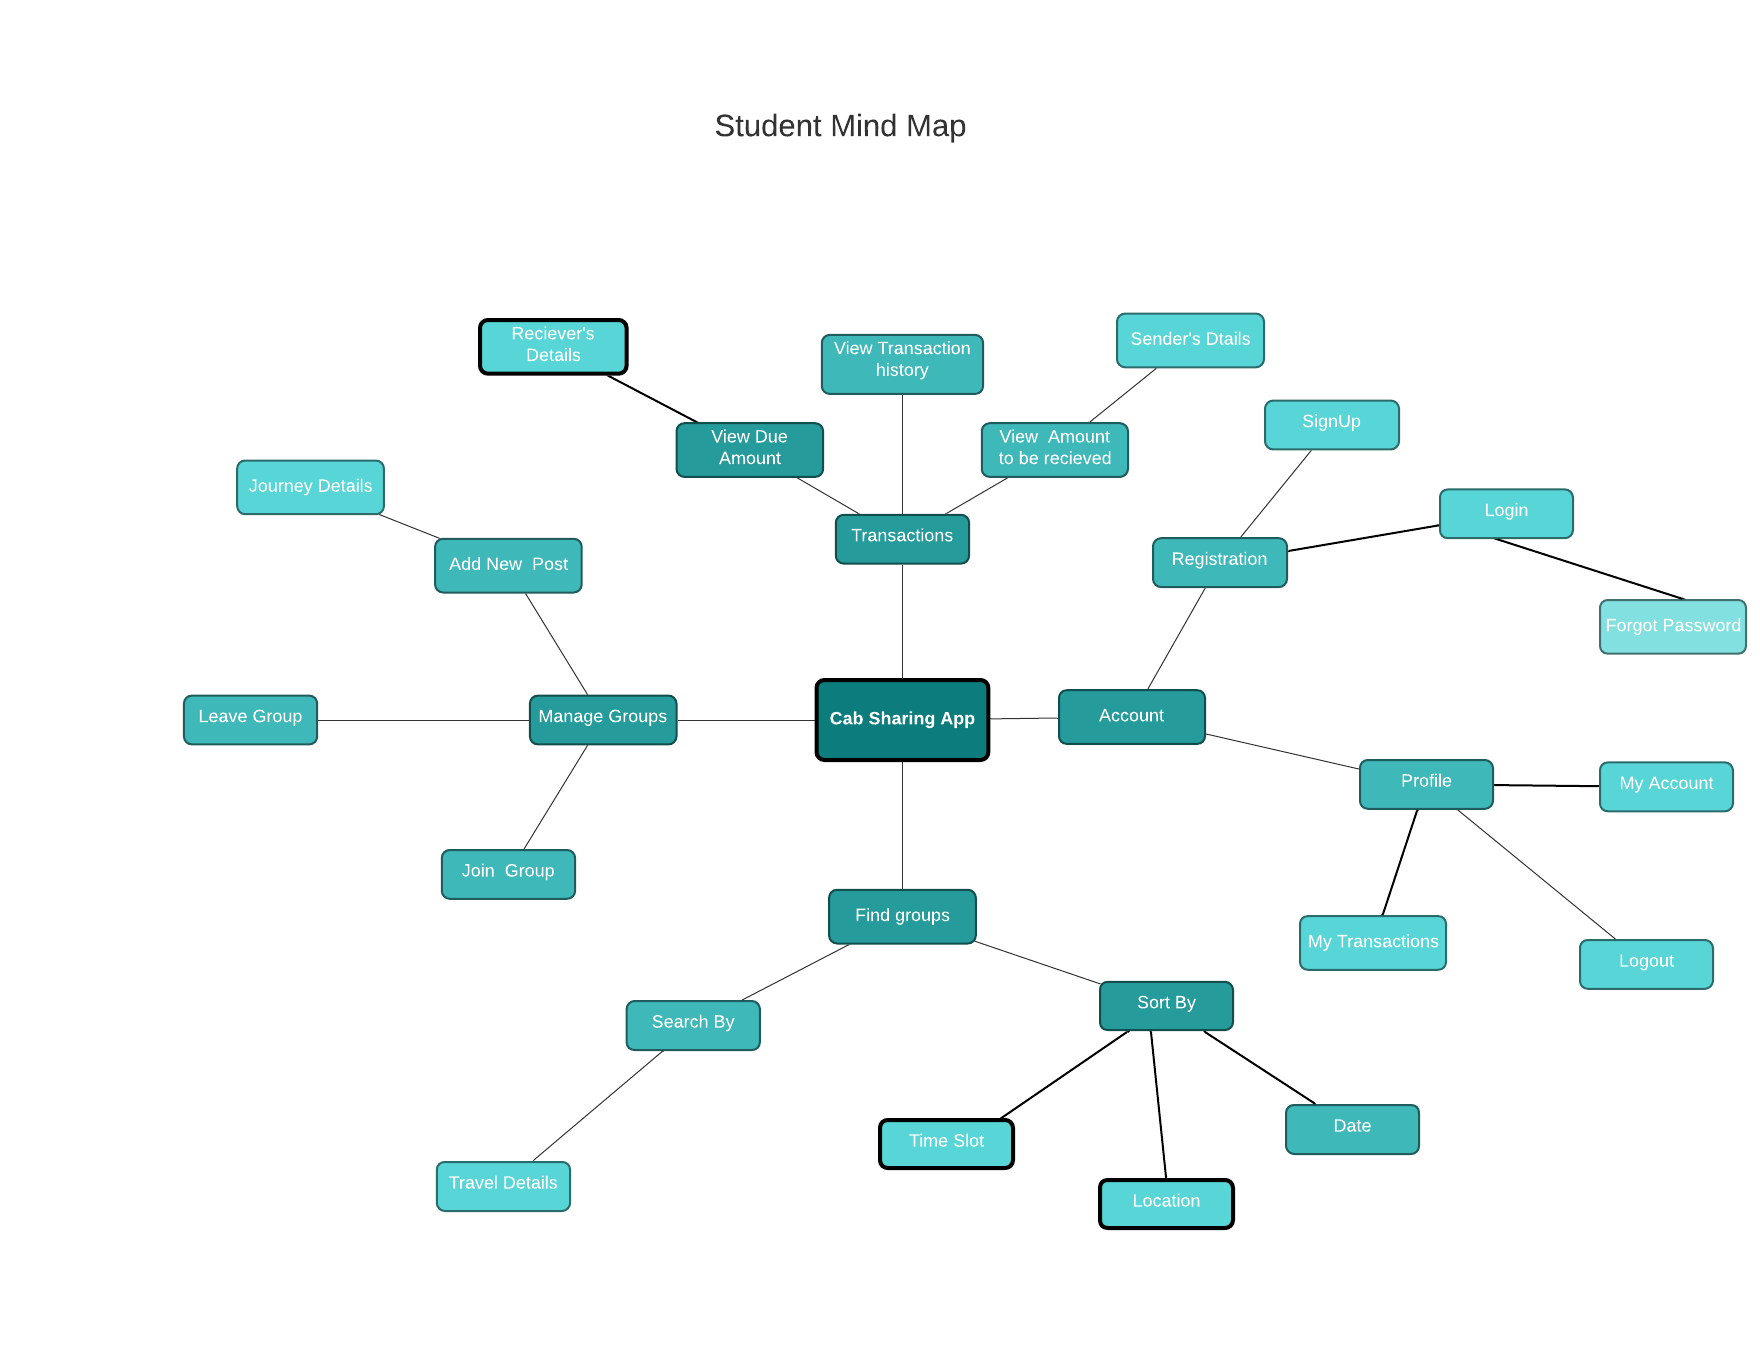 Student Mind Map
Reciever's
Details
View Transaction
history
Sender's Dtails
SignUp
View Due
Amount
View  Amount
to be recieved
Journey Details
Login
Transactions
Add New  Post
Registration
Forgot Password
Leave Group
Manage Groups
Cab Sharing App
Account
Profile
My Account
Join  Group
Find groups
My Transactions
Logout
Search By
Sort By
Time Slot
Date
Travel Details
Location